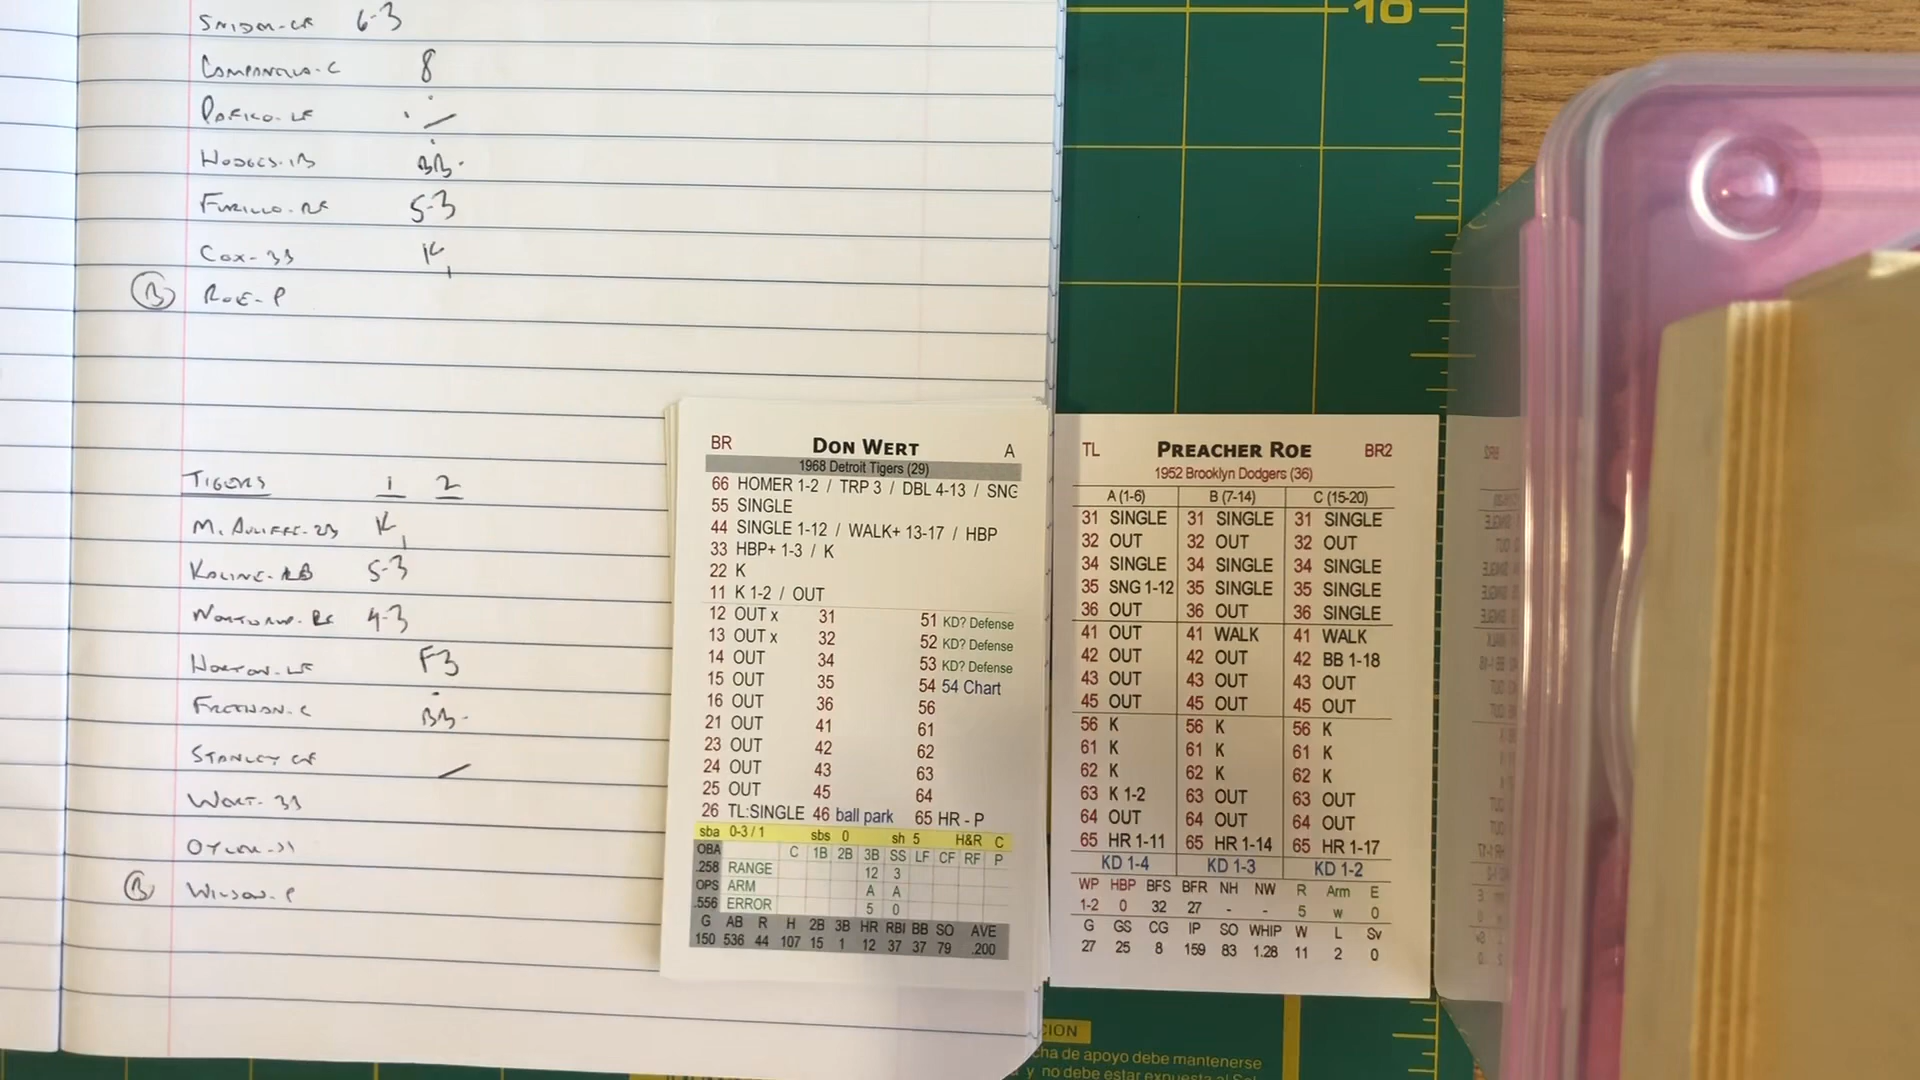 10
SNIDER-CF 6-3
CAMPANELLA-C 8
PAFKO-LF
HODGES-1B BB
FURILLO-RF 5-3
COX-3B K
B ROE-P
TIGERS 1 2
M. AULIFFE-2B K
KALINE-RB 5-3
NORTHRUP-RF 4-3
HORTON-LF F3
FREEHAN-C BB
STANLEY CF
WERT-3B
OYLER-SS
B WILSON-P
BR DON WERT A
1968 Detroit Tigers (29)
66 HOMER 1-2 / TRP 3 / DBL 4-13 / SNG
55 SINGLE
44 SINGLE 1-12 / WALK+ 13-17 / HBP
33 HBP+ 1-3 / K
22 K
11 K 1-2 / OUT
12 OUT x 31 51 KD? Defense
13 OUT x 32 52 KD? Defense
14 OUT 34 53 KD? Defense
15 OUT 35 54 54 Chart
16 OUT 36 56
21 OUT 41 61
23 OUT 42 62
24 OUT 43 63
25 OUT 45 64
26 TL:SINGLE 46 ball park 65 HR - P
sba 0-3 / 1 sbs 0 sh 5 H&R C
OBA C 1B 2B 3B SS LF CF RF P
.258 RANGE 12 3
OPS ARM A A
.556 ERROR 5 0
G AB R H 2B 3B HR RBI BB SO AVE
150 536 44 107 15 1 12 37 37 79 .200
TL PREACHER ROE BR2
1952 Brooklyn Dodgers (36)
A (1-6) B (7-14) C (15-20)
31 SINGLE 31 SINGLE 31 SINGLE
32 OUT 32 OUT 32 OUT
34 SINGLE 34 SINGLE 34 SINGLE
35 SNG 1-12 35 SINGLE 35 SINGLE
36 OUT 36 OUT 36 SINGLE
41 OUT 41 WALK 41 WALK
42 OUT 42 OUT 42 BB 1-18
43 OUT 43 OUT 43 OUT
45 OUT 45 OUT 45 OUT
56 K 56 K 56 K
61 K 61 K 61 K
62 K 62 K 62 K
63 K 1-2 63 OUT 63 OUT
64 OUT 64 OUT 64 OUT
65 HR 1-11 65 HR 1-14 65 HR 1-17
KD 1-4 KD 1-3 KD 1-2
WP HBP BFS BFR NH NW R Arm E
1-2 0 32 27 - - 5 w 0
G GS CG IP SO WHIP W L Sv
27 25 8 159 83 1.28 11 2 0
CION
cha de apoyo debe mantenerse
y no debe estar expuesta al